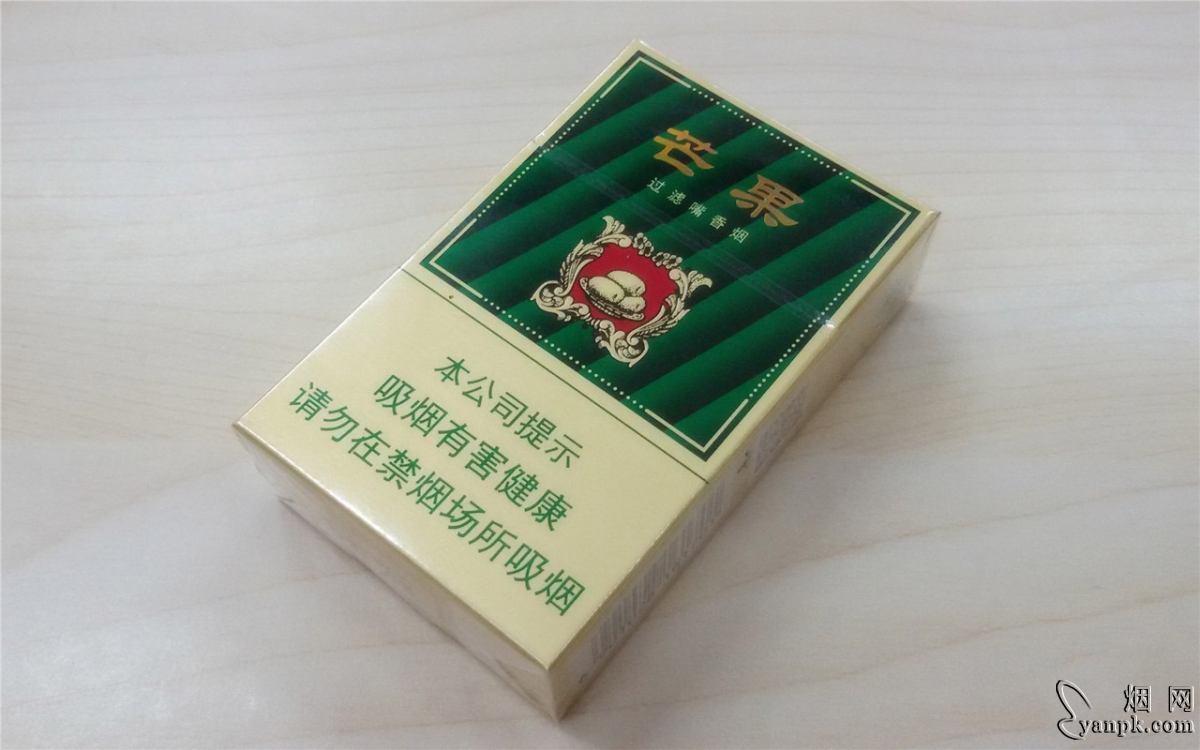 芒果
过滤嘴香烟
本公司提示
吸烟有害健康
请勿在禁烟场所吸烟
烟网
yanpk.com